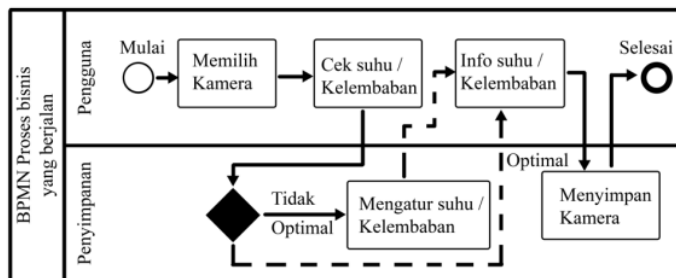 BPMN Proses bisnis
yang berjalan
Pengguna
Mulai
Memilih
Kamera
Cek suhu /
Kelembaban
Info suhu /
Kelembaban
Selesai
Penyimpanan
Tidak
Optimal
Mengatur suhu /
Kelembaban
Optimal
Menyimpan
Kamera